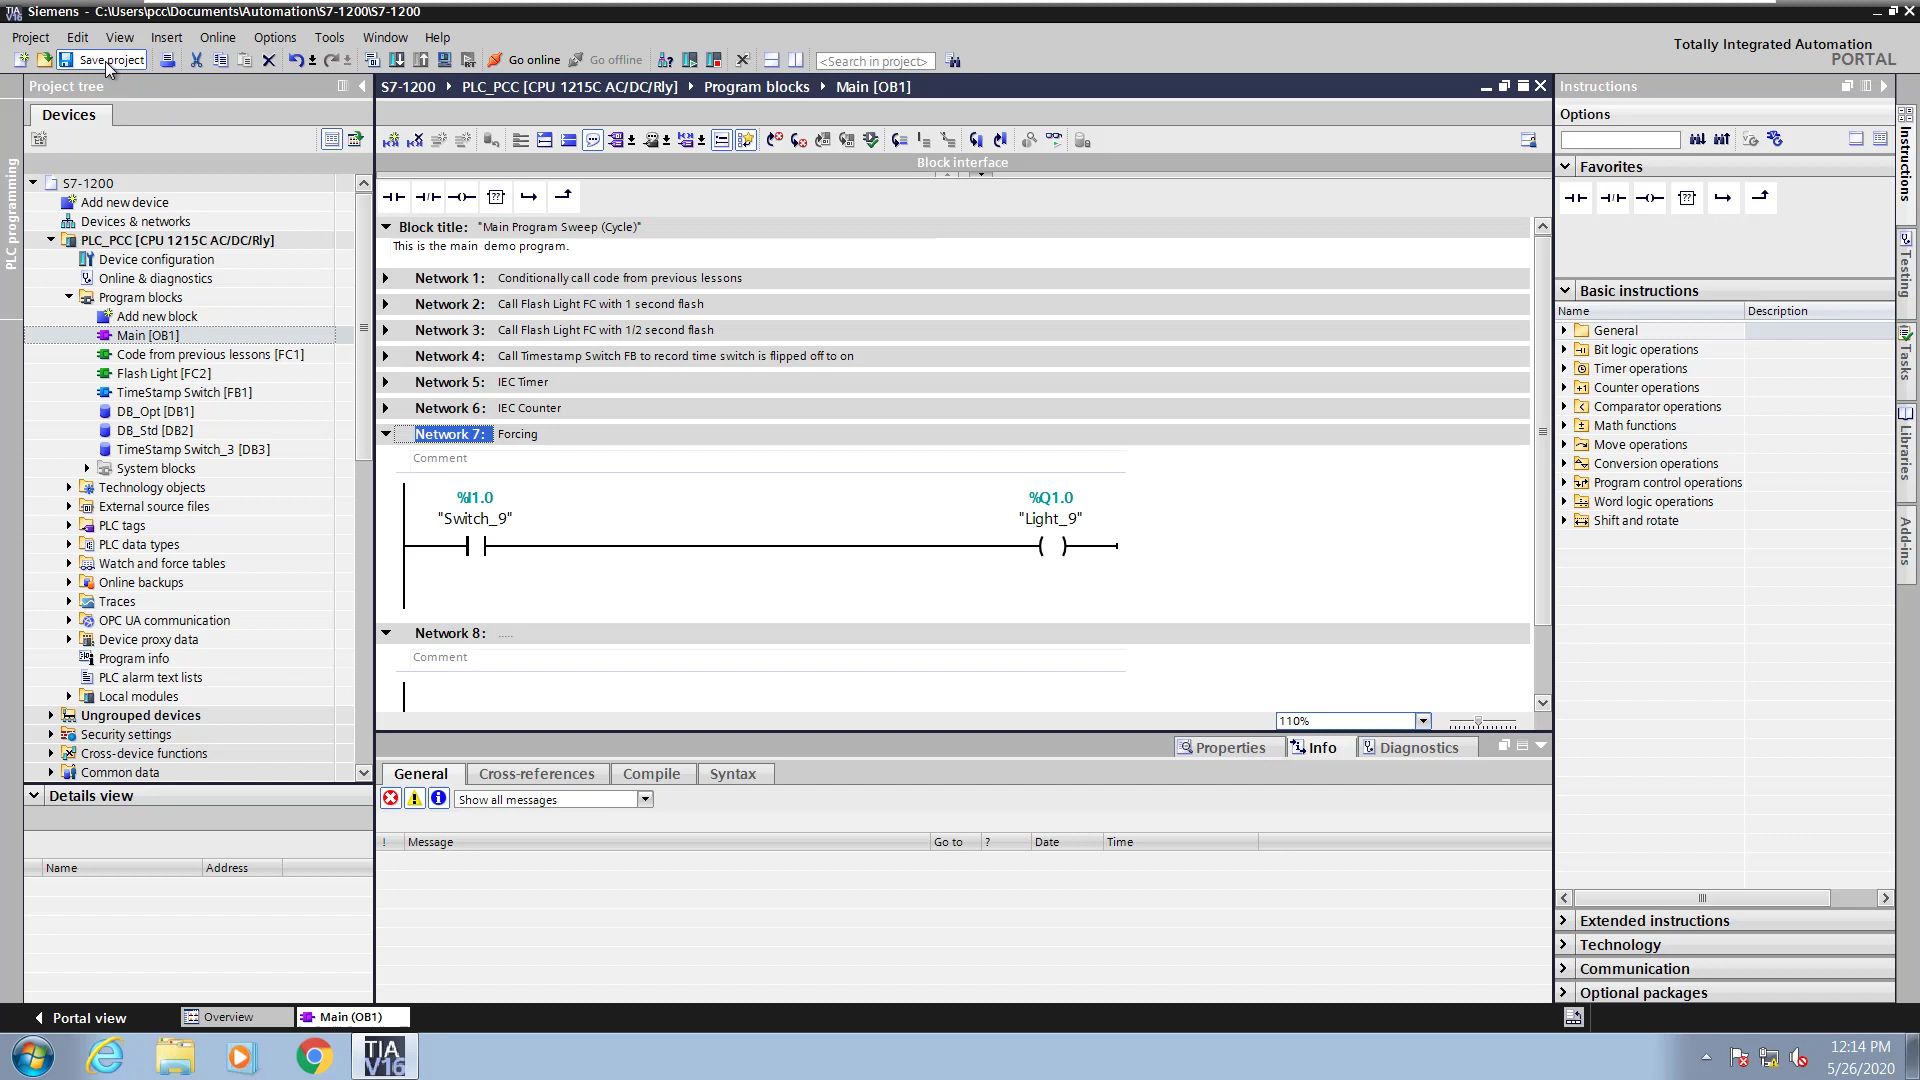 Siemens - C:\Users\pcc\Documents\Automation\S7-1200\S7-1200
Project Edit View Insert Online Options Tools Window Help
Totally Integrated Automation
PORTAL
Save project
Go online
Go offline
<Search in project>
Project tree
S7-1200 PLC_PCC [CPU 1215C AC/DC/Rly] Program blocks Main [OB1]
Instructions
Devices
Options
PLC programming
Block interface
S7-1200
Add new device
Devices & networks
PLC_PCC [CPU 1215C AC/DC/Rly]
Device configuration
Online & diagnostics
Program blocks
Add new block
Main [OB1]
Code from previous lessons [FC1]
Flash Light [FC2]
TimeStamp Switch [FB1]
DB_Opt [DB1]
DB_Std [DB2]
TimeStamp Switch_3 [DB3]
System blocks
Technology objects
External source files
PLC tags
PLC data types
Watch and force tables
Online backups
Traces
OPC UA communication
Device proxy data
Program info
PLC alarm text lists
Local modules
Ungrouped devices
Security settings
Cross-device functions
Common data
Details view
Name Address
Block title: "Main Program Sweep (Cycle)"
This is the main demo program.
Network 1: Conditionally call code from previous lessons
Network 2: Call Flash Light FC with 1 second flash
Network 3: Call Flash Light FC with 1/2 second flash
Network 4: Call Timestamp Switch FB to record time switch is flipped off to on
Network 5: IEC Timer
Network 6: IEC Counter
Network 7: Forcing
Comment
%I1.0
"Switch_9"
%Q1.0
"Light_9"
Network 8: .....
Comment
110%
Properties Info Diagnostics
General Cross-references Compile Syntax
Show all messages
! Message Go to ? Date Time
Favorites
Basic instructions
Name Description
General
Bit logic operations
Timer operations
Counter operations
Comparator operations
Math functions
Move operations
Conversion operations
Program control operations
Word logic operations
Shift and rotate
Extended instructions
Technology
Communication
Optional packages
Instructions
Testing
Tasks
Libraries
Add-ins
Portal view
Overview
Main (OB1)
TIA
V16
12:14 PM
5/26/2020